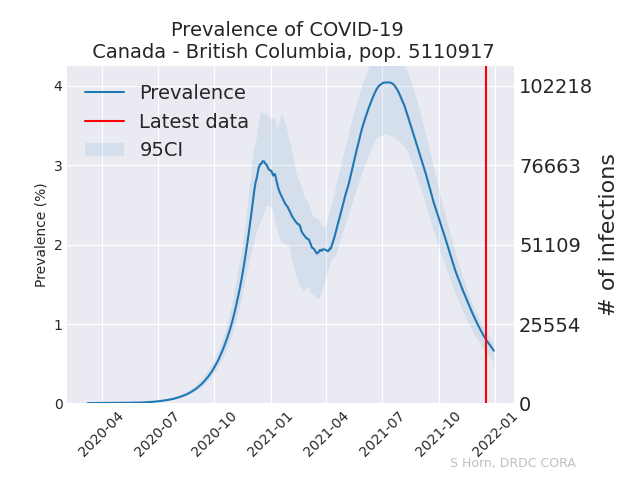 Prevalence of COVID-19
Canada - British Columbia, pop. 5110917
Prevalence
Latest data
95CI
Prevalence (%)
4
3
2
1
0
102218
76663
51109
25554
0
# of infections
2020-04
2020-07
2020-10
2021-01
2021-04
2021-07
2021-10
2022-01
S Horn, DRDC CORA